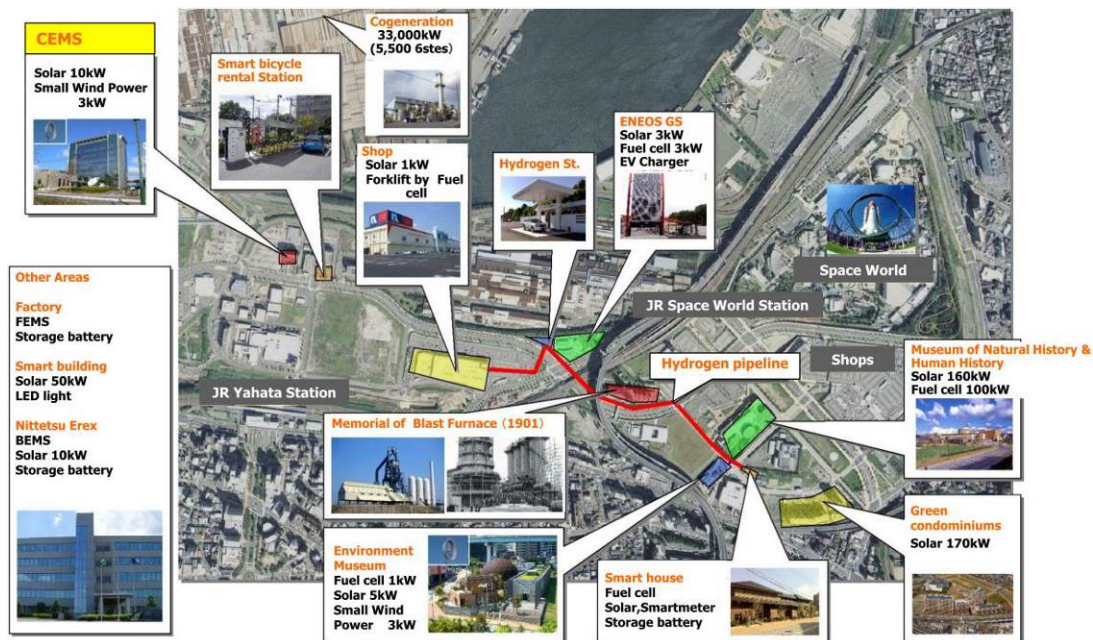 CEMS
Solar 10kW
Small Wind Power
3kW
Smart bicycle
rental Station
Cogeneration
33,000kW
(5,500 6stes)
Shop
Solar 1kW
Forklift by Fuel
cell
Hydrogen St.
ENEOS GS
Solar 3kW
Fuel cell 3kW
EV Charger
Space World
JR Space World Station
Other Areas
Factory
FEMS
Storage battery
Smart building
Solar 50kW
LED light
Nittetsu Erex
BEMS
Solar 10kW
Storage battery
JR Yahata Station
Hydrogen pipeline
Shops
Museum of Natural History &
Human History
Solar 160kW
Fuel cell 100kW
Memorial of Blast Furnace (1901)
Environment
Museum
Fuel cell 1kW
Solar 5kW
Small Wind
Power 3kW
Smart house
Fuel cell
Solar,Smartmeter
Storage battery
Green
condominiums
Solar 170kW